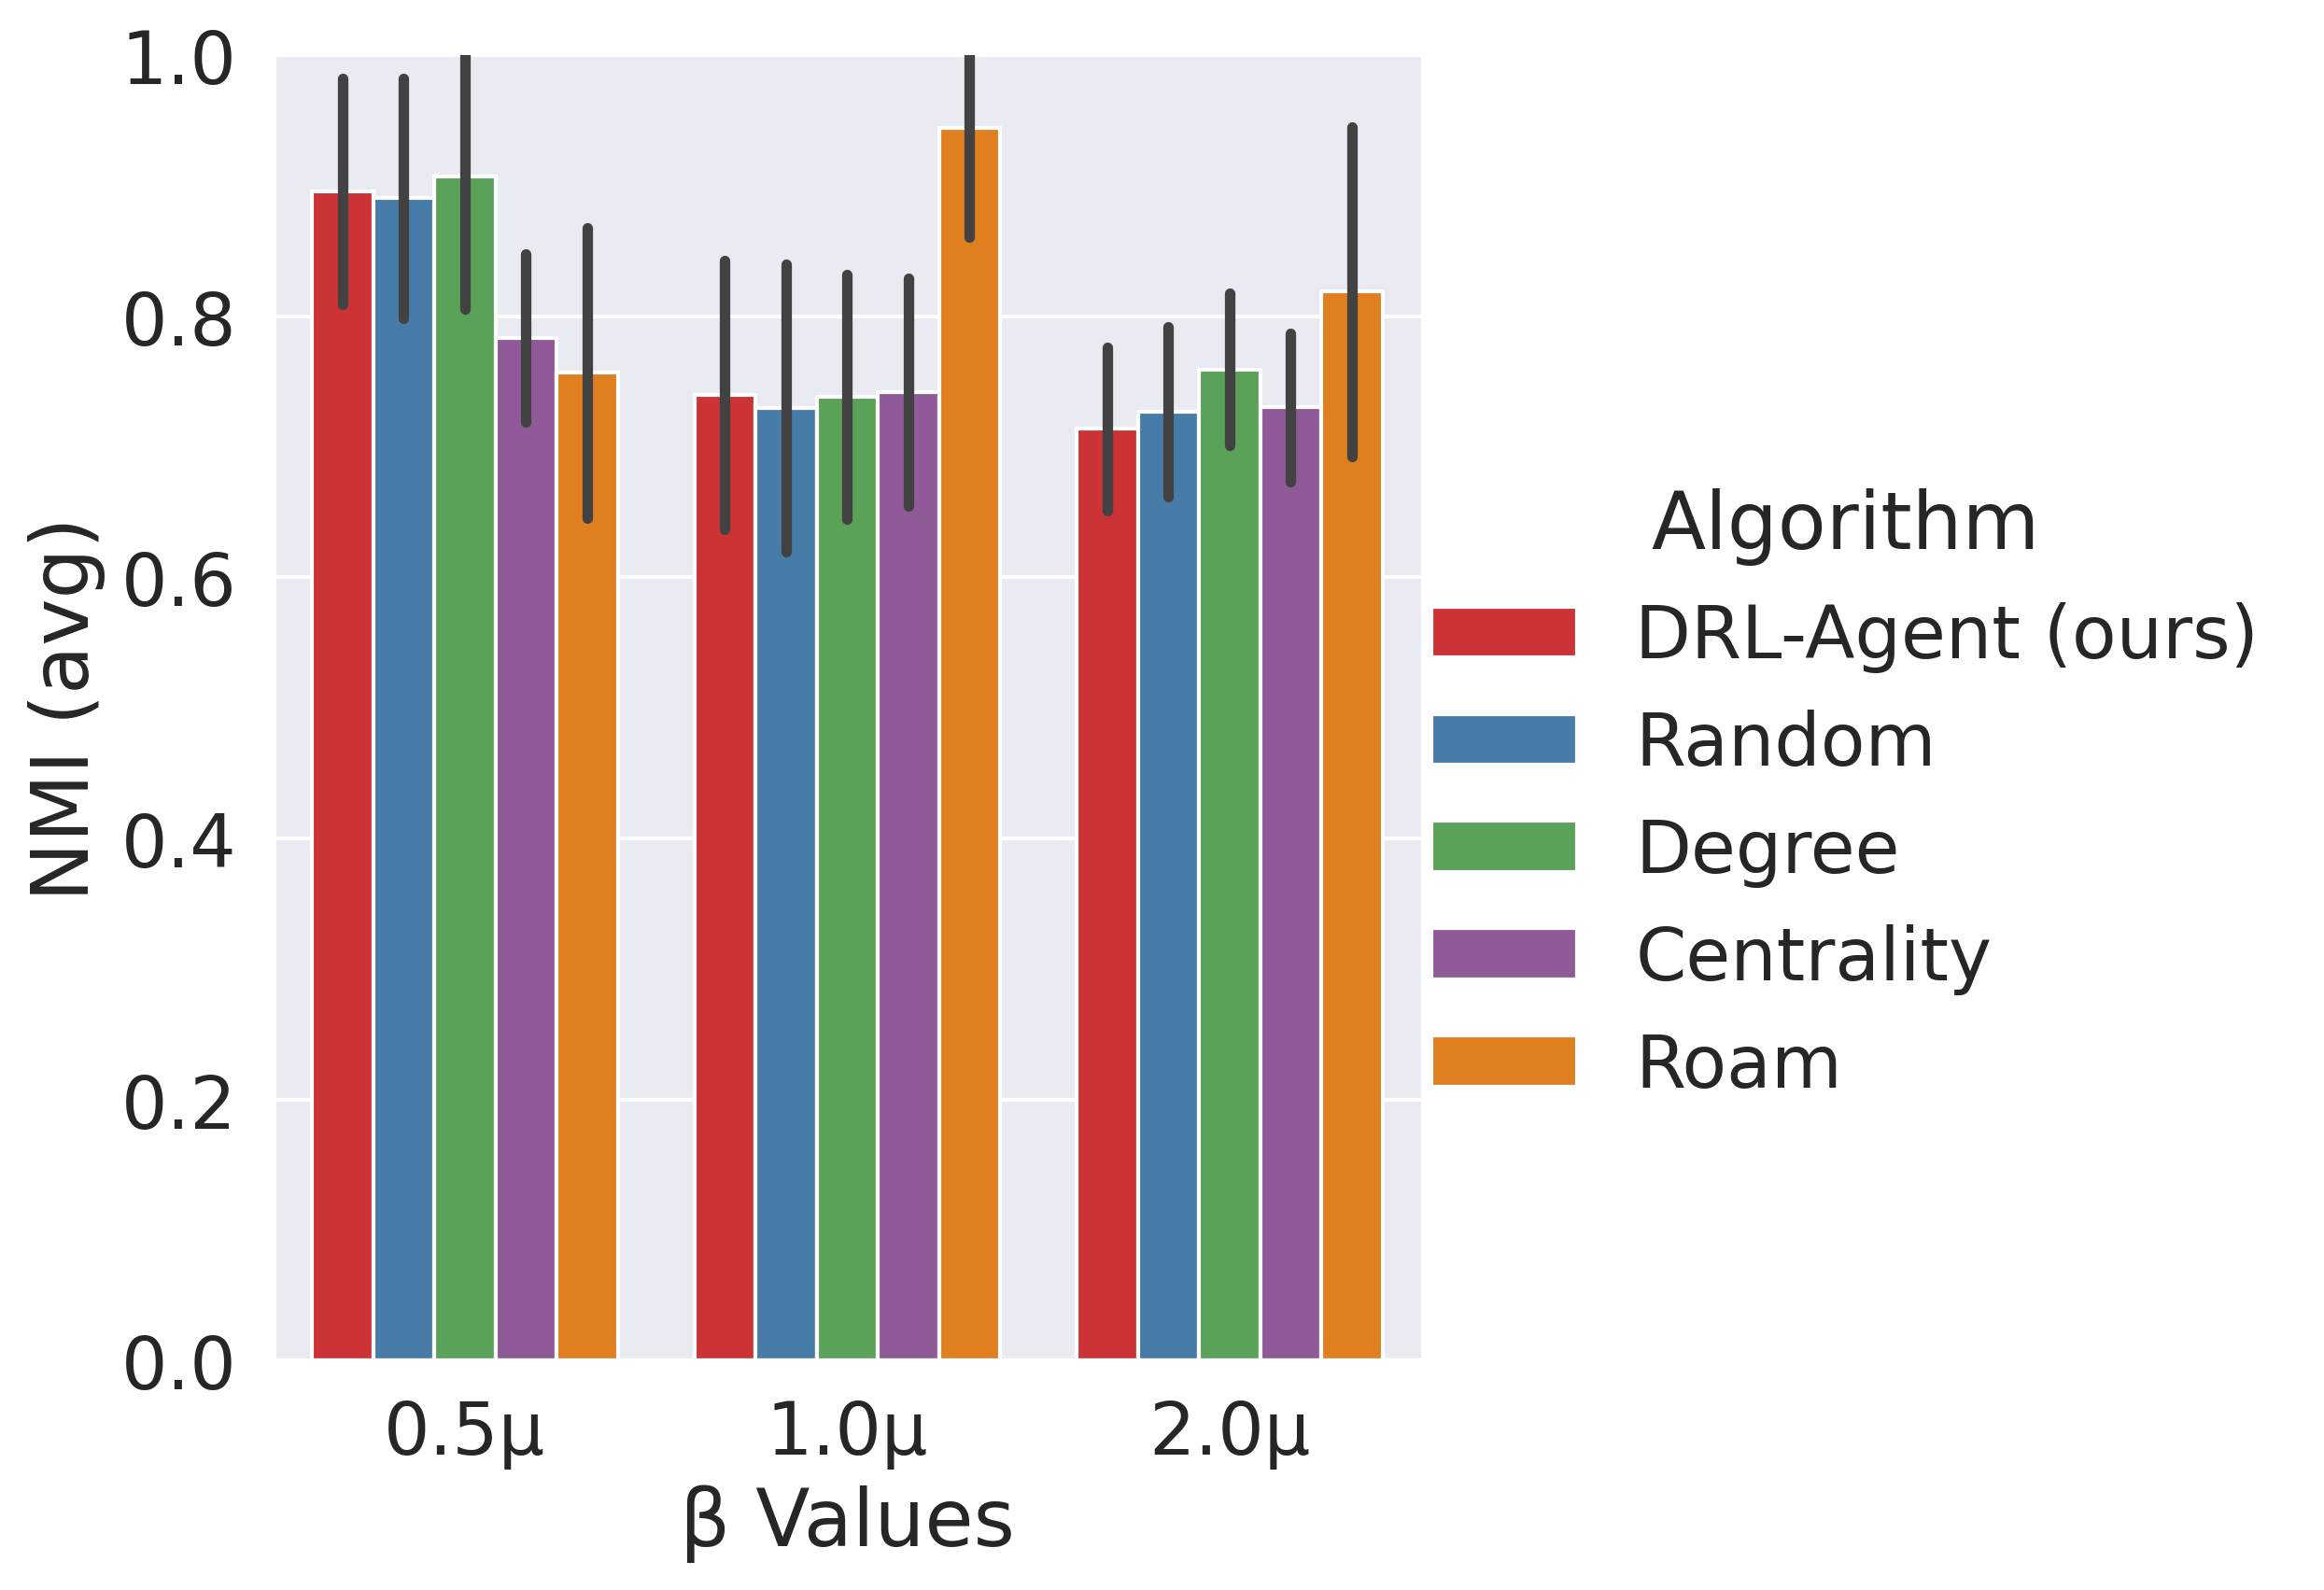 1.0
0.8
0.6
0.4
0.2
0.0
NMI (avg)
0.5μ 1.0μ 2.0μ
β Values
Algorithm
DRL-Agent (ours)
Random
Degree
Centrality
Roam